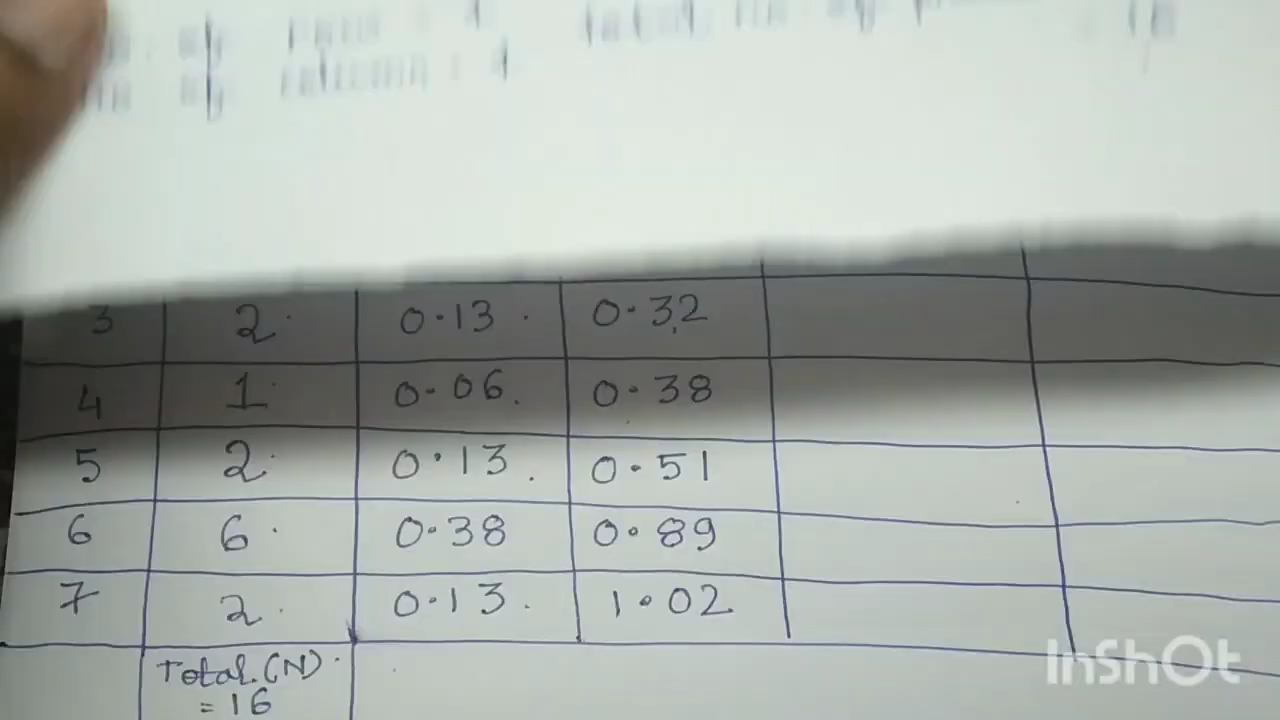 3 2 0.13 0.32
4 1 0.06 0.38
5 2 0.13 0.51
6 6 0.38 0.89
7 2 0.13 1.02
Total (N)
= 16
InShOt